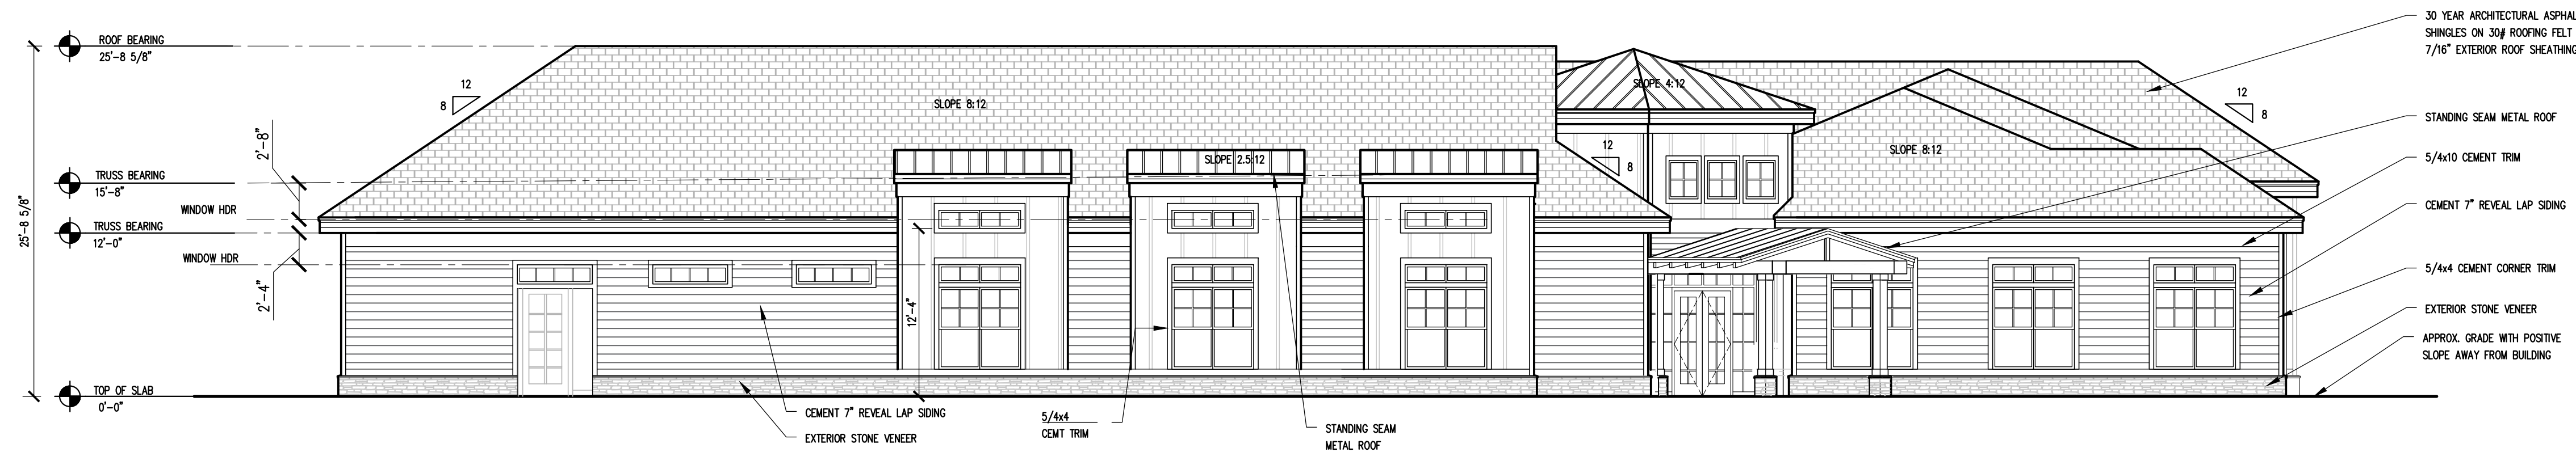 ROOF BEARING
25'-8 5/8"
TRUSS BEARING
15'-8"
WINDOW HDR
TRUSS BEARING
12'-0"
WINDOW HDR
TOP OF SLAB
0'-0"
25'-8 5/8"
2'-8"
2'-4"
12
8
SLOPE 8:12
SLOPE 2.5:12
12'-4"
CEMENT 7" REVEAL LAP SIDING
EXTERIOR STONE VENEER
5/4x4
CEMT TRIM
STANDING SEAM
METAL ROOF
SLOPE 4:12
12
8
SLOPE 8:12
12
8
30 YEAR ARCHITECTURAL ASPHAL
SHINGLES ON 30# ROOFING FELT
7/16" EXTERIOR ROOF SHEATHING
STANDING SEAM METAL ROOF
5/4x10 CEMENT TRIM
CEMENT 7" REVEAL LAP SIDING
5/4x4 CEMENT CORNER TRIM
EXTERIOR STONE VENEER
APPROX. GRADE WITH POSITIVE
SLOPE AWAY FROM BUILDING